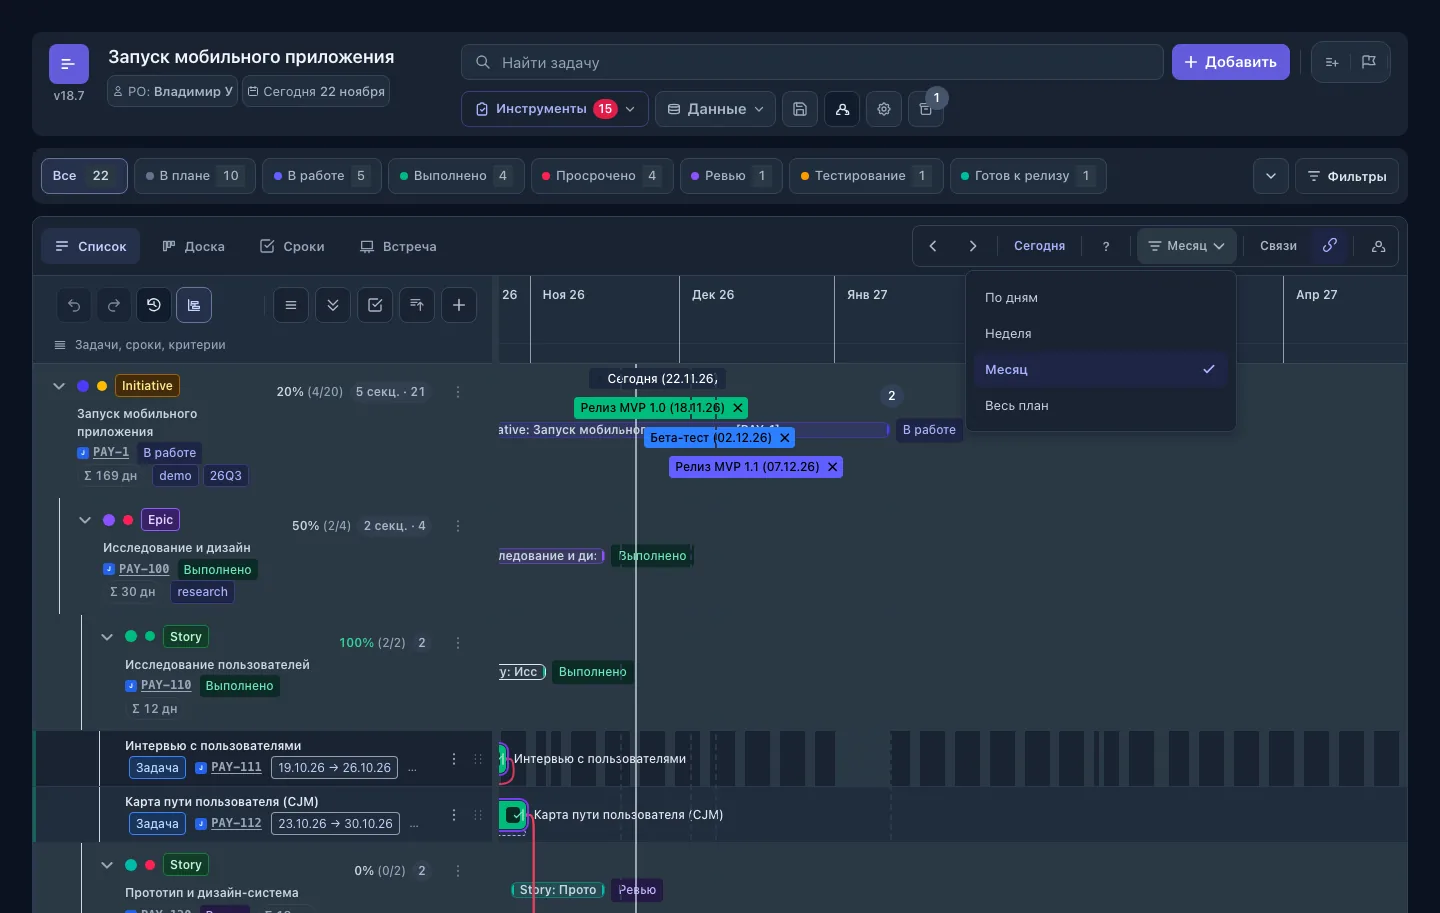 Запуск мобильного приложения
v18.7
PO: Владимир У
Сегодня 22 ноября
Найти задачу
Добавить
Инструменты 15
Данные
1
Все 22
В плане 10
В работе 5
Выполнено 4
Просрочено 4
Ревью 1
Тестирование 1
Готов к релизу 1
Фильтры
Список
Доска
Сроки
Встреча
Сегодня
?
Месяц
Связи
По дням
Неделя
Месяц
Весь план
Задачи, сроки, критерии
26
Ноя 26
Дек 26
Янв 27
Апр 27
Initiative
20% (4/20)
5 секц. · 21
Запуск мобильного
приложения
PAY-1
В работе
Σ 169 дн
demo
26Q3
Сегодня (22.11.26)
Релиз MVP 1.0 (18.11.26)
2
ative: Запуск мобильног
В работе
Бета-тест (02.12.26)
Релиз MVP 1.1 (07.12.26)
Epic
50% (2/4)
2 секц. · 4
Исследование и дизайн
PAY-100
Выполнено
Σ 30 дн
research
ледование и ди:
Выполнено
Story
100% (2/2)
2
Исследование пользователей
PAY-110
Выполнено
Σ 12 дн
y: Исс
Выполнено
Интервью с пользователями
Задача
PAY-111
19.10.26 → 26.10.26
...
Интервью с пользователями
Карта пути пользователя (CJM)
Задача
PAY-112
23.10.26 → 30.10.26
...
Карта пути пользователя (CJM)
Story
0% (0/2)
2
Прототип и дизайн-система
Story: Прото
Ревью